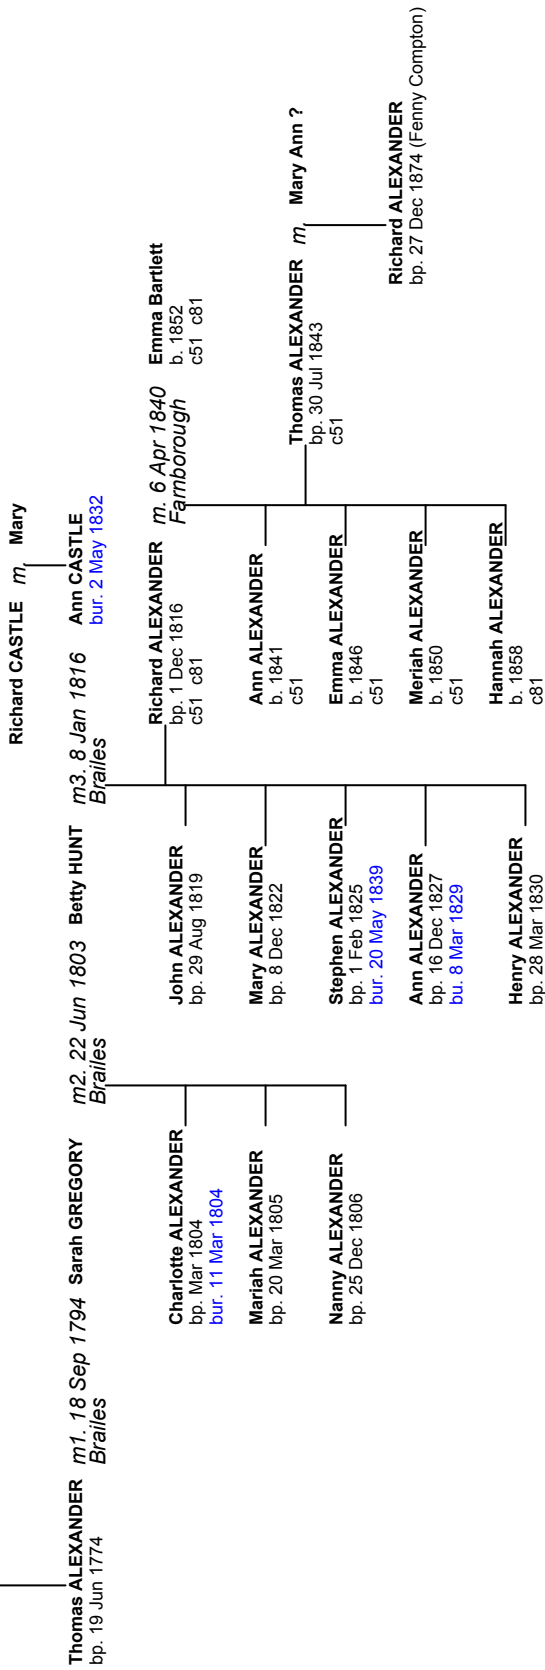 Richard CASTLE m, Mary
Thomas ALEXANDER
bp. 19 Jun 1774
m1. 18 Sep 1794
Brailes
Sarah GREGORY
m2. 22 Jun 1803
Brailes
Betty HUNT
m3. 8 Jan 1816
Brailes
Ann CASTLE
bur. 2 May 1832
Charlotte ALEXANDER
bp. Mar 1804
bur. 11 Mar 1804
Mariah ALEXANDER
bp. 20 Mar 1805
Nanny ALEXANDER
bp. 25 Dec 1806
Richard ALEXANDER
bp. 1 Dec 1816
c51 c81
m. 6 Apr 1840
Farnborough
Emma Bartlett
b. 1852
c51 c81
John ALEXANDER
bp. 29 Aug 1819
Mary ALEXANDER
bp. 8 Dec 1822
Stephen ALEXANDER
bp. 1 Feb 1825
bur. 20 May 1839
Ann ALEXANDER
bp. 16 Dec 1827
bu. 8 Mar 1829
Henry ALEXANDER
bp. 28 Mar 1830
Ann ALEXANDER
b. 1841
c51
Thomas ALEXANDER
bp. 30 Jul 1843
c51
m, Mary Ann ?
Emma ALEXANDER
b. 1846
c51
Meriah ALEXANDER
b. 1850
c51
Hannah ALEXANDER
b. 1858
c81
Richard ALEXANDER
bp. 27 Dec 1874 (Fenny Compton)